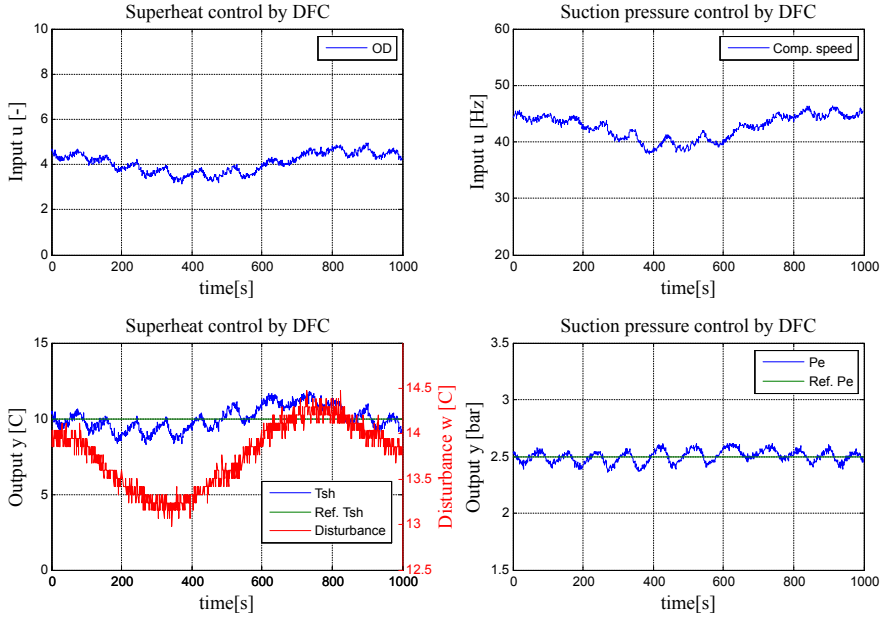 Superheat control by DFC
10
8
6
4
2
0
Input u [-]
OD
0 200 400 600 800 1000
time[s]
Suction pressure control by DFC
60
50
40
30
20
Input u [Hz]
Comp. speed
0 200 400 600 800 1000
time[s]
Superheat control by DFC
15
10
5
0
Output y [C]
14.5
14
13.5
13
12.5
Disturbance w [C]
Tsh
Ref. Tsh
Disturbance
0 200 400 600 800 1000
time[s]
Suction pressure control by DFC
3.5
3
2.5
2
1.5
Output y [bar]
Pe
Ref. Pe
0 200 400 600 800 1000
time[s]